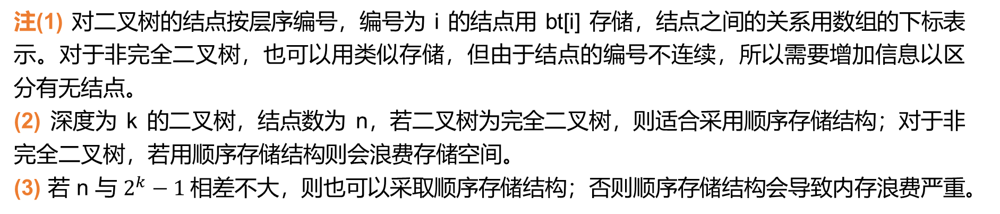 注(1) 对二叉树的结点按层序编号，编号为 i 的结点用 bt[i] 存储，结点之间的关系用数组的下标表
示。对于非完全二叉树，也可以用类似存储，但由于结点的编号不连续，所以需要增加信息以区
分有无结点。
(2) 深度为 k 的二叉树，结点数为 n，若二叉树为完全二叉树，则适合采用顺序存储结构；对于非
完全二叉树，若用顺序存储结构则会浪费存储空间。
(3) 若 n 与 2^k − 1 相差不大，则也可以采取顺序存储结构；否则顺序存储结构会导致内存浪费严重。